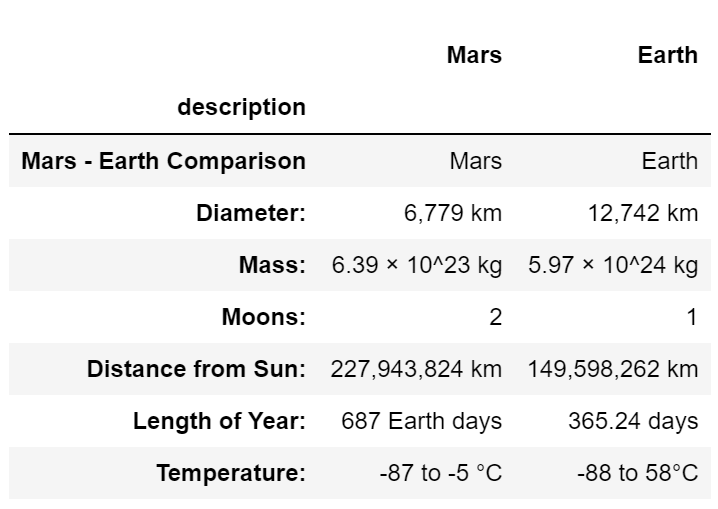 Mars Earth
description
Mars - Earth Comparison Mars Earth
Diameter: 6,779 km 12,742 km
Mass: 6.39 × 10^23 kg 5.97 × 10^24 kg
Moons: 2 1
Distance from Sun: 227,943,824 km 149,598,262 km
Length of Year: 687 Earth days 365.24 days
Temperature: -87 to -5 °C -88 to 58°C